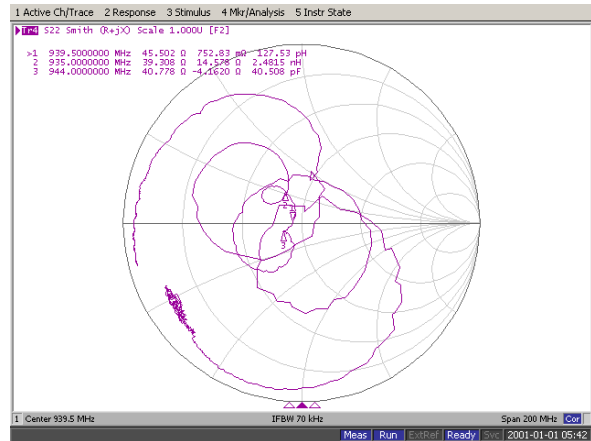 1 Active Ch/Trace 2 Response 3 Stimulus 4 Mkr/Analysis 5 Instr State
Tr4 S22 Smith (R+jX) Scale 1.000U [F2]
>1 939.5000000 MHz 45.502 Ω 752.83 mΩ 127.53 pH
2 935.0000000 MHz 39.308 Ω 14.578 Ω 2.4815 nH
3 944.0000000 MHz 40.778 Ω -4.1620 Ω 40.508 pF
2
3
1 Center 939.5 MHz IFBW 70 kHz Span 200 MHz Cor
Meas Run ExtRef Ready Svc 2001-01-01 05:42